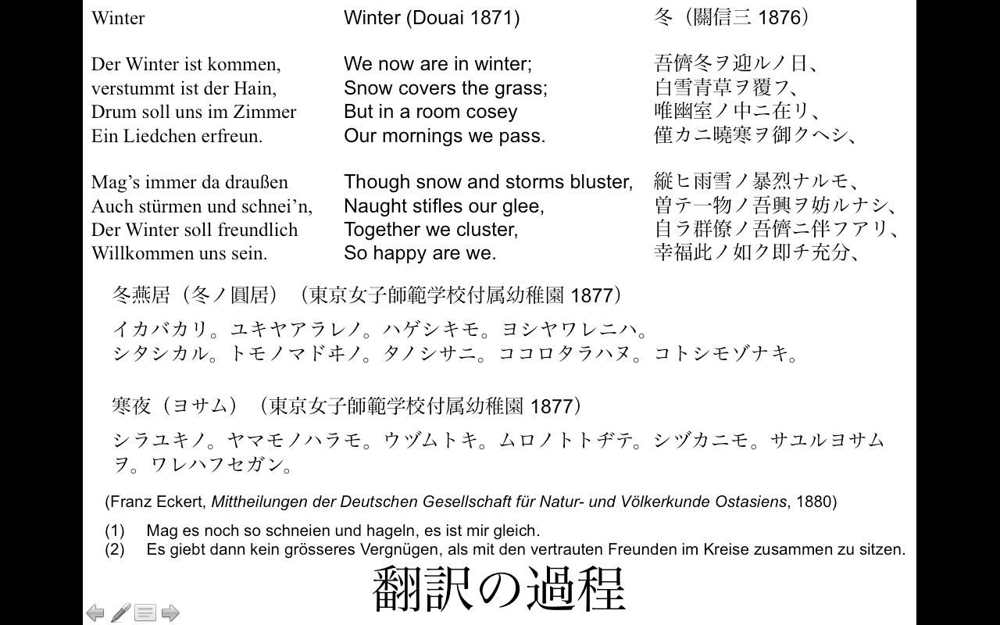 Winter
Der Winter ist kommen,
verstummt ist der Hain,
Drum soll uns im Zimmer
Ein Liedchen erfreun.
Mag’s immer da draußen
Auch stürmen und schnei’n,
Der Winter soll freundlich
Willkommen uns sein.
Winter (Douai 1871)
We now are in winter;
Snow covers the grass;
But in a room cosey
Our mornings we pass.
Though snow and storms bluster,
Naught stifles our glee,
Together we cluster,
So happy are we.
冬（關信三 1876）
吾儕冬ヲ迎ルノ日、
白雪青草ヲ覆フ、
唯幽室ノ中ニ在リ、
僅カニ曉寒ヲ御クヘシ、
縦ヒ雨雪ノ暴烈ナルモ、
曽テ一物ノ吾興ヲ妨ルナシ、
自ラ群僚ノ吾儕ニ伴フアリ、
幸福此ノ如ク即チ充分、
冬燕居（冬ノ圓居）（東京女子師範学校付属幼稚園 1877）
イカバカリ。ユキヤアラレノ。ハゲシキモ。ヨシヤワレニハ。
シタシカル。トモノマドヰノ。タノシサニ。ココロタラハヌ。コトシモゾナキ。
寒夜（ヨサム）（東京女子師範学校付属幼稚園 1877）
シラユキノ。ヤマモノハラモ。ウヅムトキ。ムロノトトヂテ。シヅカニモ。サユルヨサム
ヲ。ワレハフセガン。
(Franz Eckert, Mittheilungen der Deutschen Gesellschaft für Natur- und Völkerkunde Ostasiens, 1880)
(1) Mag es noch so schneien und hageln, es ist mir gleich.
(2) Es giebt dann kein grösseres Vergnügen, als mit den vertrauten Freunden im Kreise zusammen zu sitzen.
翻訳の過程